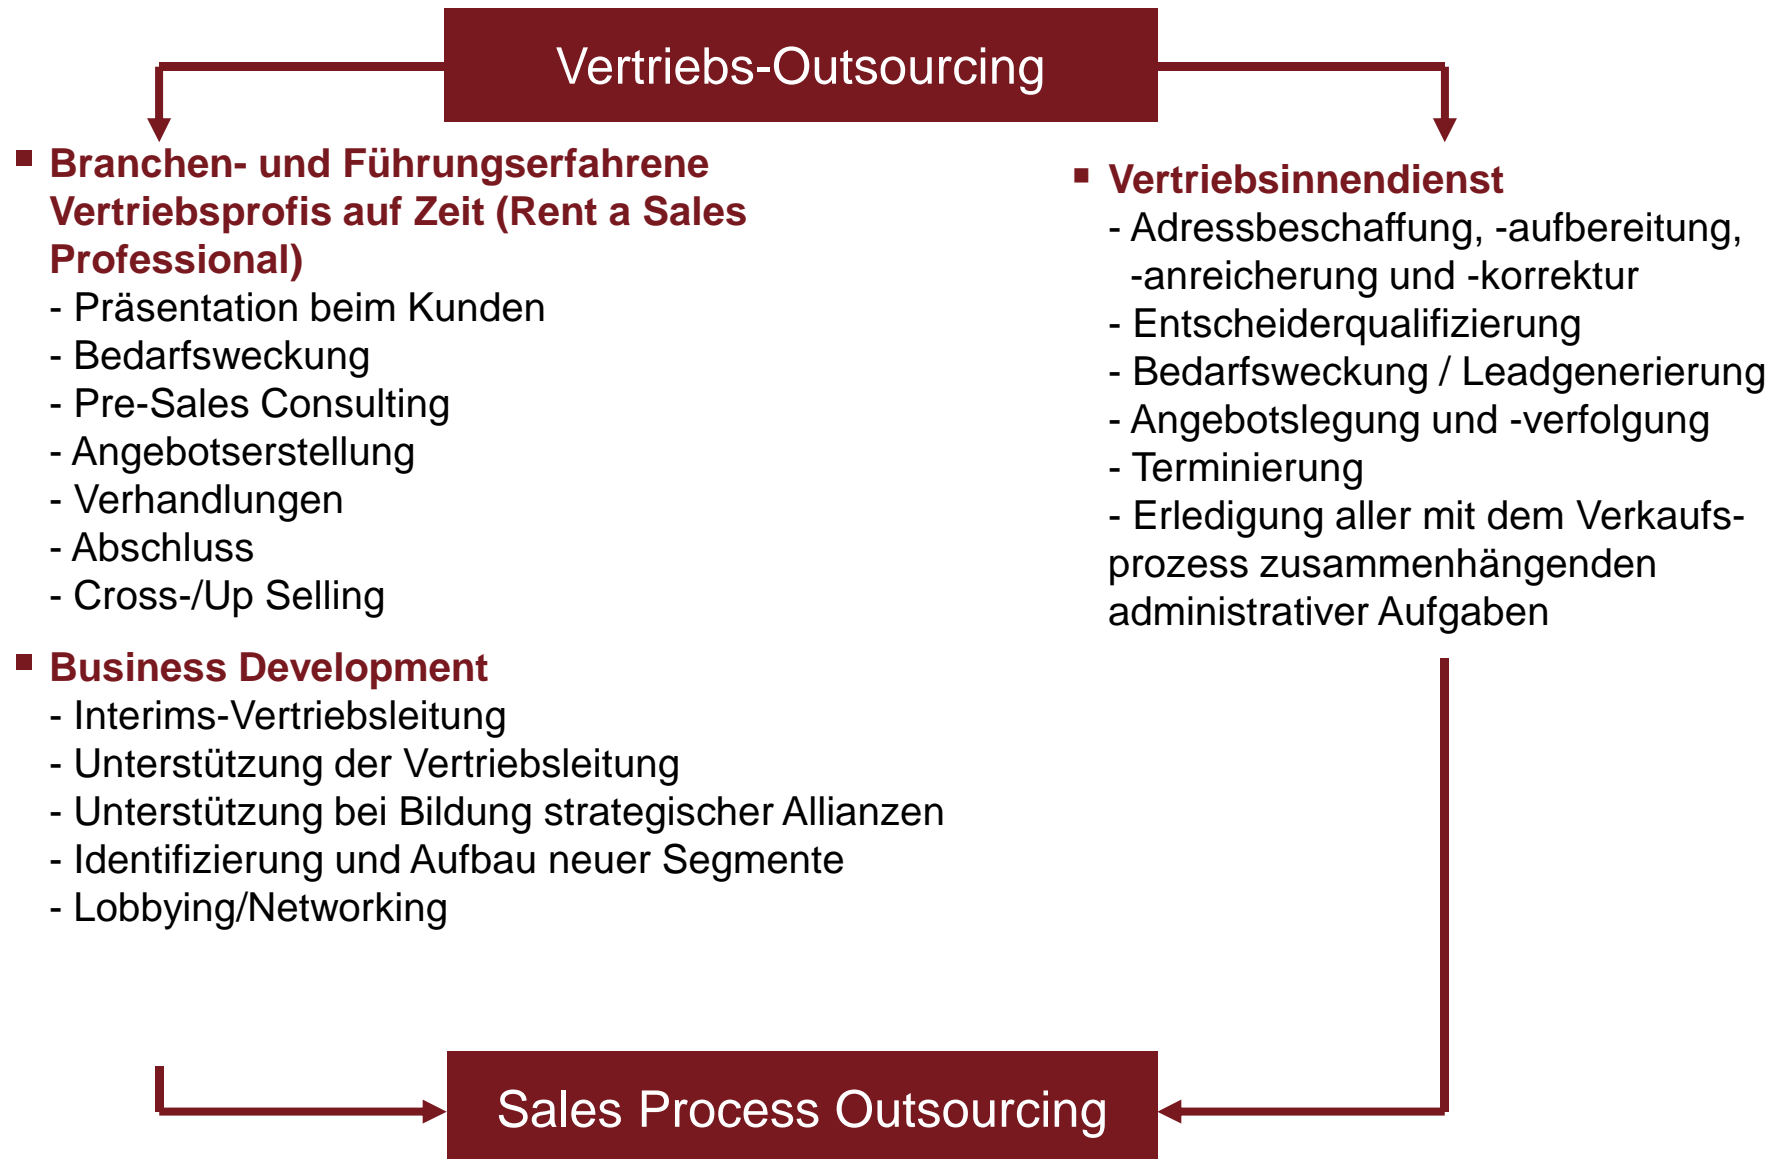 Vertriebs-Outsourcing
▪ Branchen- und Führungserfahrene
Vertriebsprofis auf Zeit (Rent a Sales
Professional)
- Präsentation beim Kunden
- Bedarfsweckung
- Pre-Sales Consulting
- Angebotserstellung
- Verhandlungen
- Abschluss
- Cross-/Up Selling
▪ Business Development
- Interims-Vertriebsleitung
- Unterstützung der Vertriebsleitung
- Unterstützung bei Bildung strategischer Allianzen
- Identifizierung und Aufbau neuer Segmente
- Lobbying/Networking
▪ Vertriebsinnendienst
- Adressbeschaffung, -aufbereitung,
-anreicherung und -korrektur
- Entscheiderqualifizierung
- Bedarfsweckung / Leadgenerierung
- Angebotslegung und -verfolgung
- Terminierung
- Erledigung aller mit dem Verkaufs-
prozess zusammenhängenden
administrativer Aufgaben
Sales Process Outsourcing